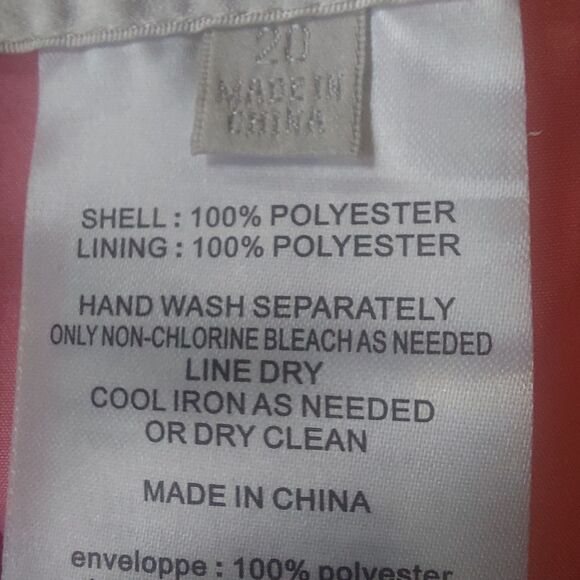 20
MADE IN
CHINA
SHELL : 100% POLYESTER
LINING : 100% POLYESTER
HAND WASH SEPARATELY
ONLY NON-CHLORINE BLEACH AS NEEDED
LINE DRY
COOL IRON AS NEEDED
OR DRY CLEAN
MADE IN CHINA
enveloppe : 100% polyester